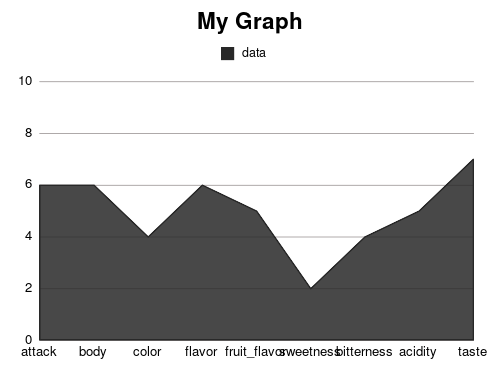 My Graph
data
10
8
6
4
2
0
attack body color flavor fruit_flavor sweetness bitterness acidity taste